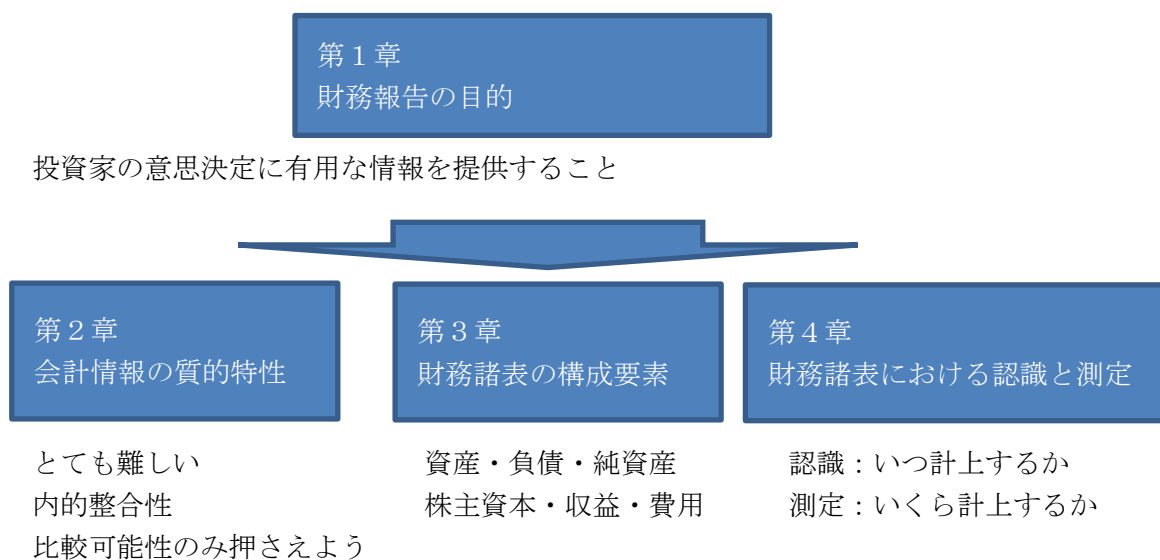 第１章
財務報告の目的
投資家の意思決定に有用な情報を提供すること
第２章
会計情報の質的特性
第３章
財務諸表の構成要素
第４章
財務諸表における認識と測定
とても難しい
内的整合性
比較可能性のみ押さえよう
資産・負債・純資産
株主資本・収益・費用
認識：いつ計上するか
測定：いくら計上するか